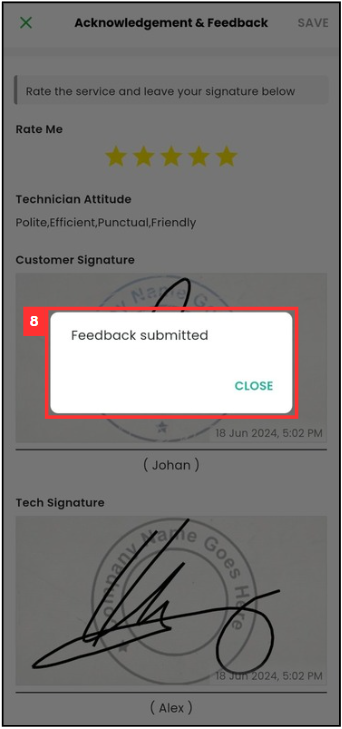 Acknowledgement & Feedback
SAVE
Rate the service and leave your signature below
Rate Me
Technician Attitude
Polite,Efficient,Punctual,Friendly
Customer Signature
Name G
8
Feedback submitted
CLOSE
18 Jun 2024, 5:02 PM
( Johan )
Tech Signature
Company Name Goes Here
18 Jun 2024, 5:02 PM
( Alex )